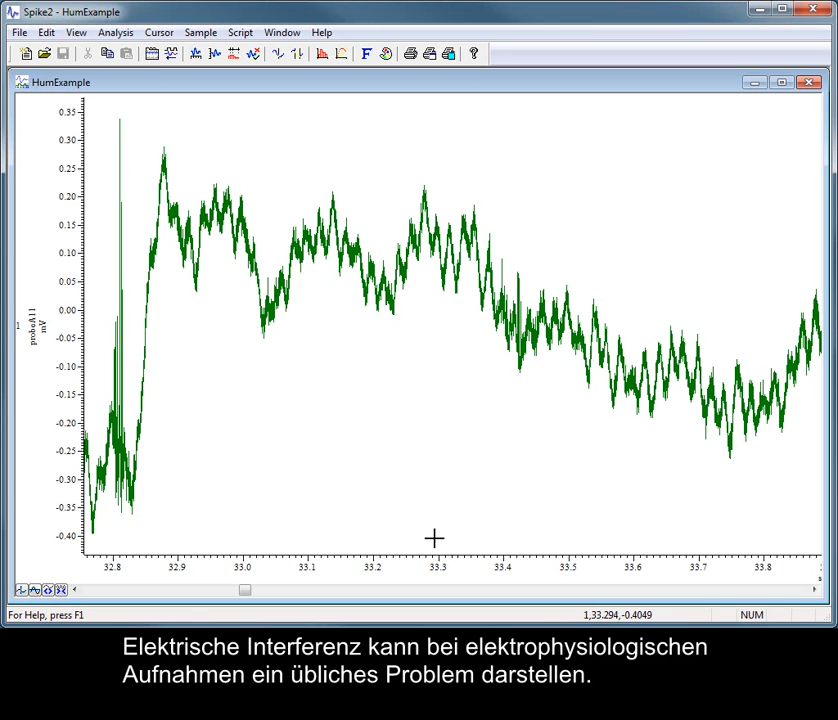 Spike2 - HumExample
File Edit View Analysis Cursor Sample Script Window Help
HumExample
0.35
0.30
0.25
0.20
0.15
0.10
0.05
0.00
-0.05
-0.10
-0.15
-0.20
-0.25
-0.30
-0.35
-0.40
1
probeA11
mV
32.8 32.9 33.0 33.1 33.2 33.3 33.4 33.5 33.6 33.7 33.8
s
For Help, press F1 1,33.294,-0.4049 NUM
Elektrische Interferenz kann bei elektrophysiologischen
Aufnahmen ein übliches Problem darstellen.